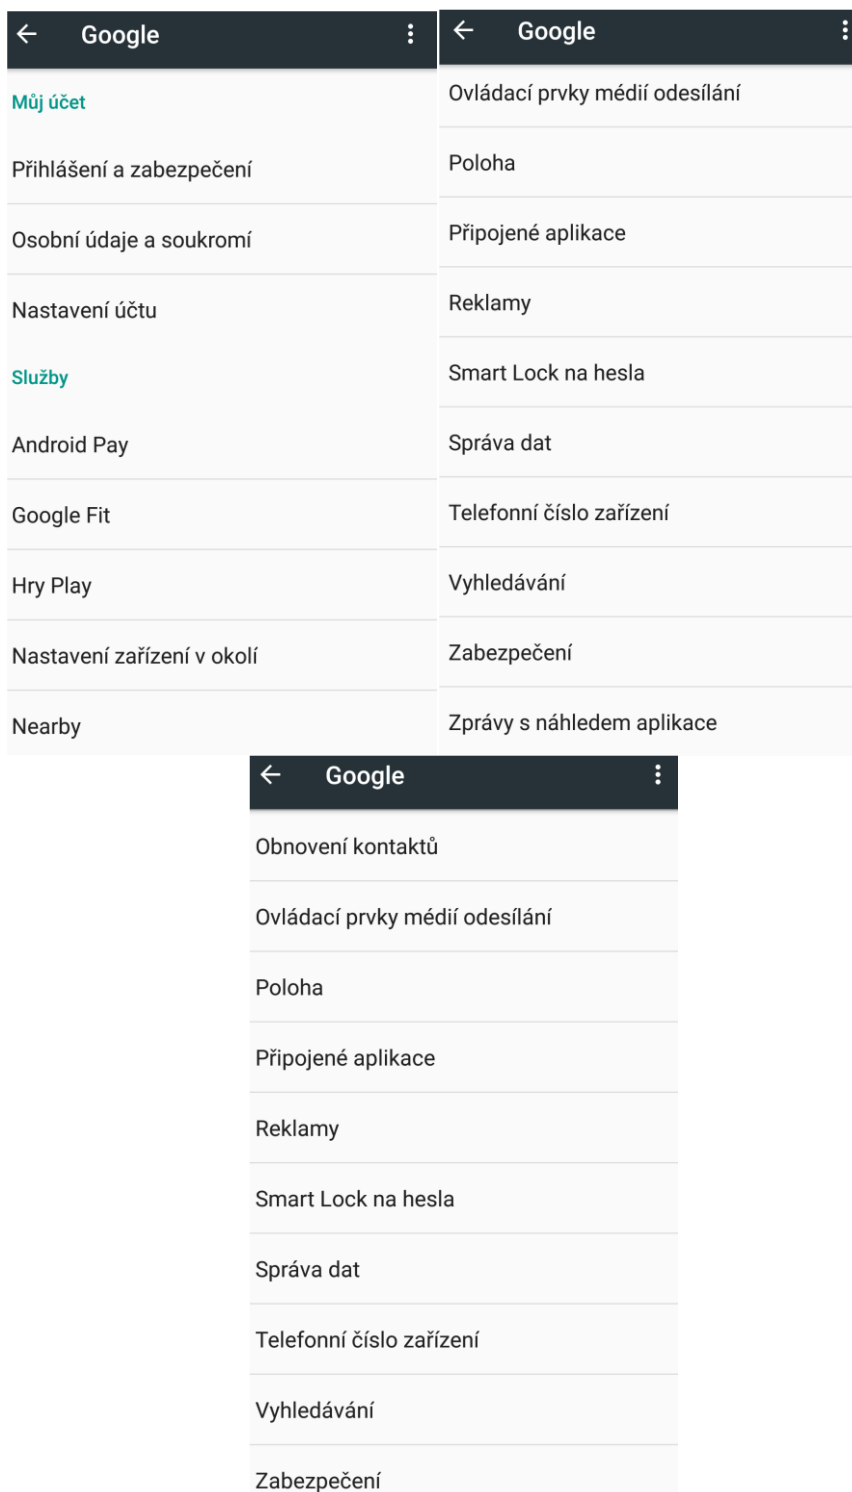 Google
Můj účet
Přihlášení a zabezpečení
Osobní údaje a soukromí
Nastavení účtu
Služby
Android Pay
Google Fit
Hry Play
Nastavení zařízení v okolí
Nearby
Google
Ovládací prvky médií odesílání
Poloha
Připojené aplikace
Reklamy
Smart Lock na hesla
Správa dat
Telefonní číslo zařízení
Vyhledávání
Zabezpečení
Zprávy s náhledem aplikace
Google
Obnovení kontaktů
Ovládací prvky médií odesílání
Poloha
Připojené aplikace
Reklamy
Smart Lock na hesla
Správa dat
Telefonní číslo zařízení
Vyhledávání
Zabezpečení